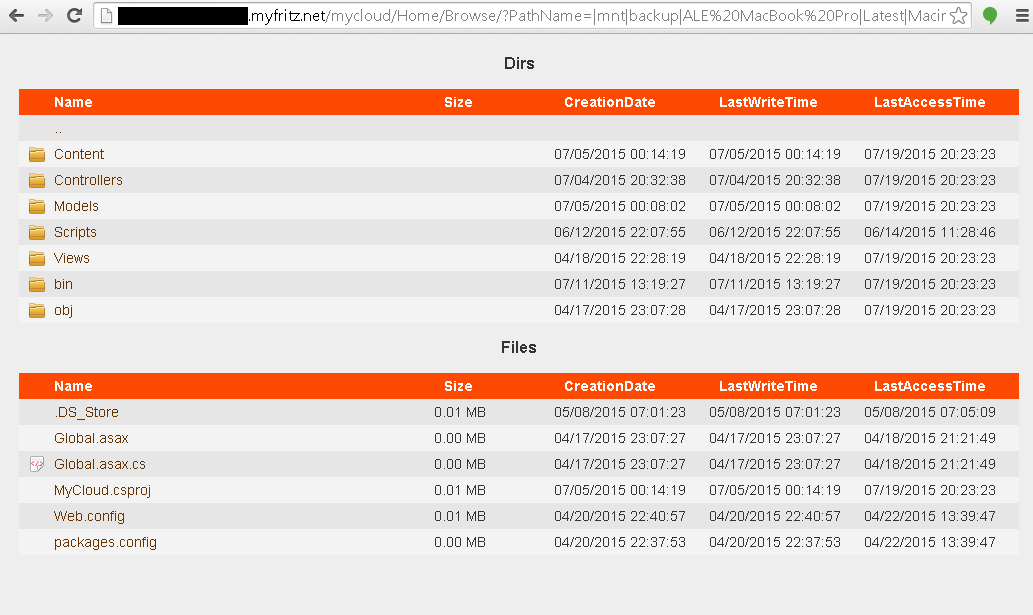 .myfritz.net/mycloud/Home/Browse/?PathName=|mnt|backup|ALE%20MacBook%20Pro|Latest|Macir
Dirs
Name Size CreationDate LastWriteTime LastAccessTime
..
Content 07/05/2015 00:14:19 07/05/2015 00:14:19 07/19/2015 20:23:23
Controllers 07/04/2015 20:32:38 07/04/2015 20:32:38 07/19/2015 20:23:23
Models 07/05/2015 00:08:02 07/05/2015 00:08:02 07/19/2015 20:23:23
Scripts 06/12/2015 22:07:55 06/12/2015 22:07:55 06/14/2015 11:28:46
Views 04/18/2015 22:28:19 04/18/2015 22:28:19 07/19/2015 20:23:23
bin 07/11/2015 13:19:27 07/11/2015 13:19:27 07/19/2015 20:23:23
obj 04/17/2015 23:07:28 04/17/2015 23:07:28 07/19/2015 20:23:23
Files
Name Size CreationDate LastWriteTime LastAccessTime
.DS_Store 0.01 MB 05/08/2015 07:01:23 05/08/2015 07:01:23 05/08/2015 07:05:09
Global.asax 0.00 MB 04/17/2015 23:07:27 04/17/2015 23:07:27 04/18/2015 21:21:49
Global.asax.cs 0.00 MB 04/17/2015 23:07:27 04/17/2015 23:07:27 04/18/2015 21:21:49
MyCloud.csproj 0.01 MB 07/05/2015 00:14:19 07/05/2015 00:14:19 07/19/2015 20:23:23
Web.config 0.01 MB 04/20/2015 22:40:57 04/20/2015 22:40:57 04/22/2015 13:39:47
packages.config 0.00 MB 04/20/2015 22:37:53 04/20/2015 22:37:53 04/22/2015 13:39:47